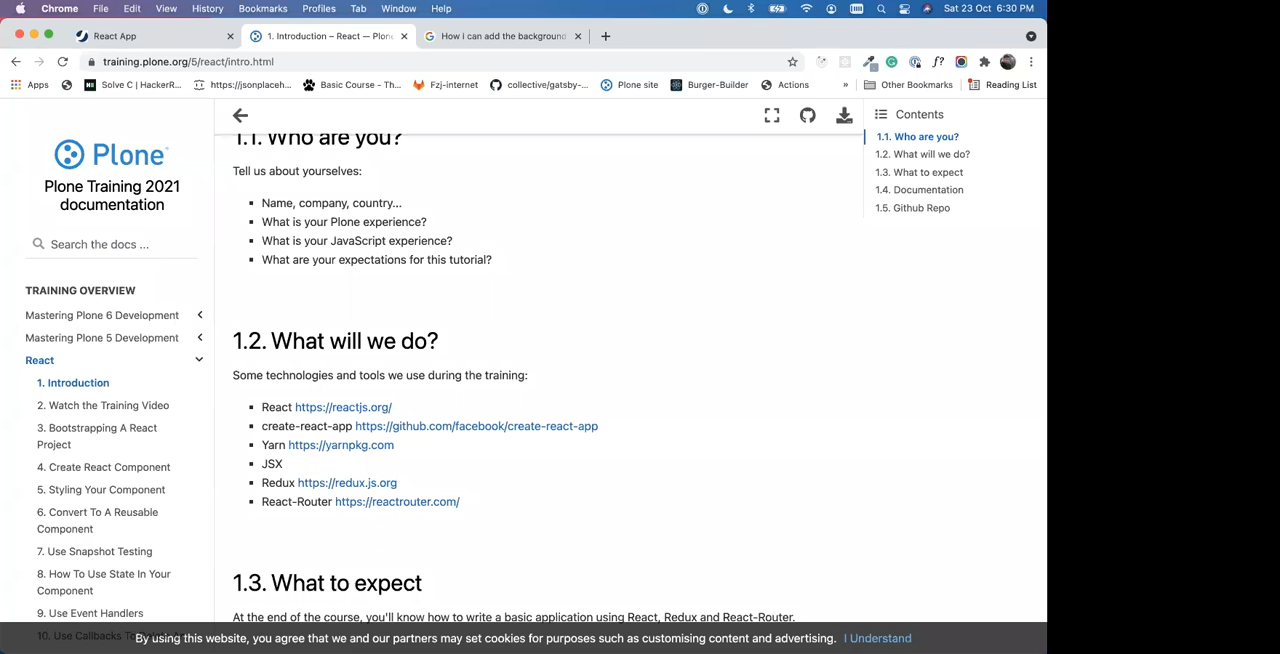 Chrome File Edit View History Bookmarks Profiles Tab Window Help Sat 23 Oct 6:30 PM
React App 1. Introduction – React — Plone How i can add the background
training.plone.org/5/react/intro.html
Apps Solve C | HackerR... https://jsonplaceh... Basic Course - Th... Fzj-internet collective/gatsby-... Plone site Burger-Builder Actions » Other Bookmarks Reading List
Plone
Plone Training 2021
documentation
Search the docs ...
TRAINING OVERVIEW
Mastering Plone 6 Development
Mastering Plone 5 Development
React
1. Introduction
2. Watch the Training Video
3. Bootstrapping A React
Project
4. Create React Component
5. Styling Your Component
6. Convert To A Reusable
Component
7. Use Snapshot Testing
8. How To Use State In Your
Component
9. Use Event Handlers
10. Use Callbacks To
1.1. Who are you?
Tell us about yourselves:
Name, company, country...
What is your Plone experience?
What is your JavaScript experience?
What are your expectations for this tutorial?
1.2. What will we do?
Some technologies and tools we use during the training:
React https://reactjs.org/
create-react-app https://github.com/facebook/create-react-app
Yarn https://yarnpkg.com
JSX
Redux https://redux.js.org
React-Router https://reactrouter.com/
1.3. What to expect
At the end of the course, you'll know how to write a basic application using React, Redux and React-Router.
Contents
1.1. Who are you?
1.2. What will we do?
1.3. What to expect
1.4. Documentation
1.5. Github Repo
By using this website, you agree that we and our partners may set cookies for purposes such as customising content and advertising. I Understand